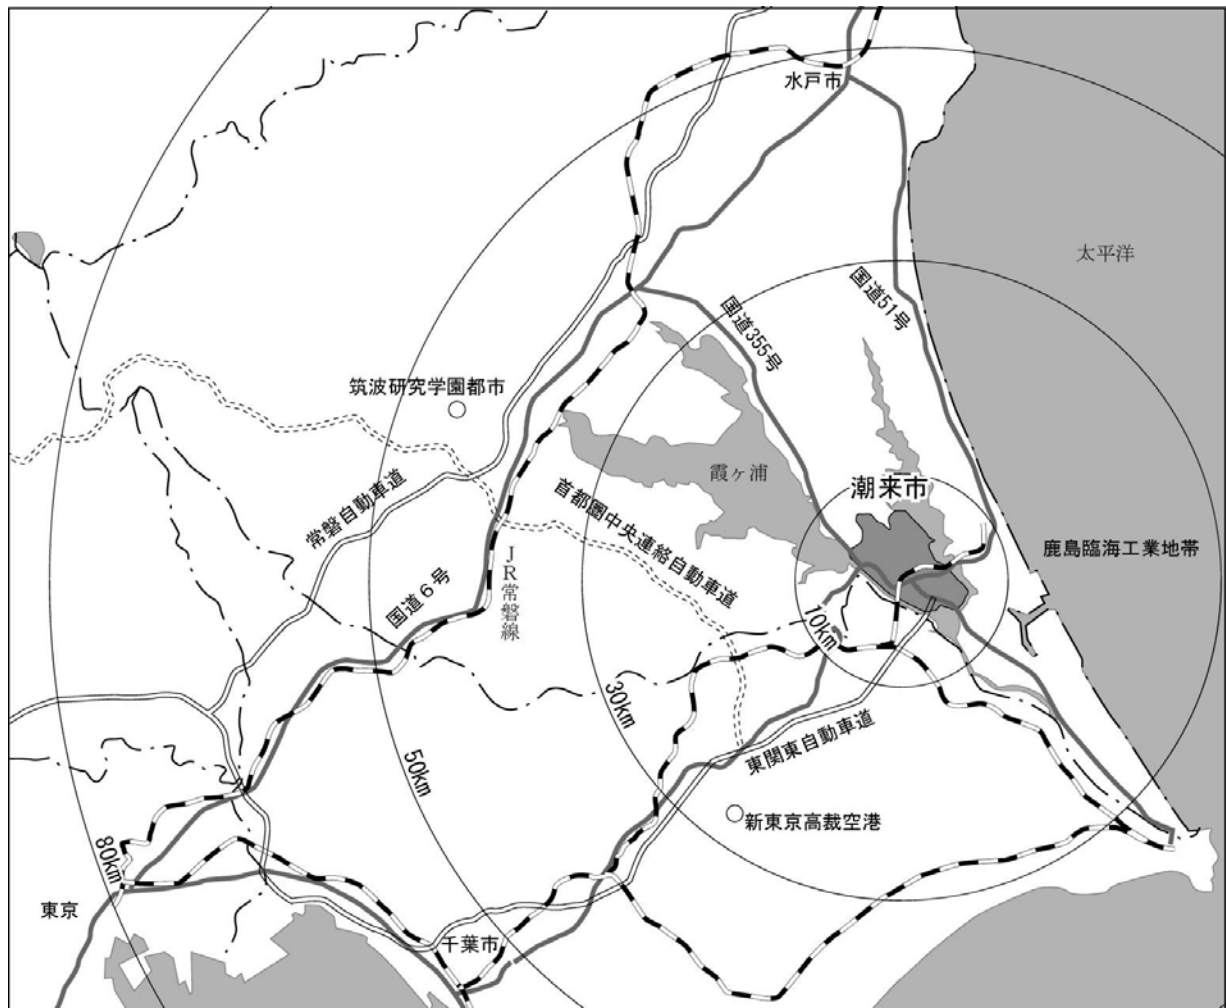 水戸市
太平洋
国道51号
国道355号
筑波研究学園都市
霞ヶ浦
潮来市
常磐自動車道
首都圏中央連絡自動車道
鹿島臨海工業地帯
国道6号
JR常磐線
10km
30km
50km
東関東自動車道
新東京高裁空港
80km
東京
千葉市